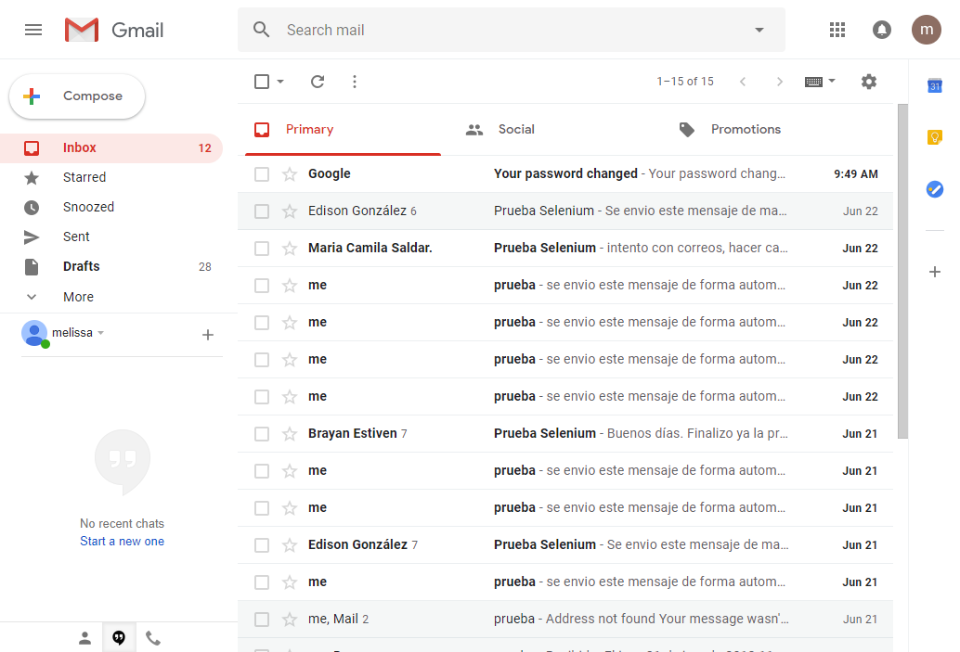 Gmail
Search mail
m
1–15 of 15
Compose
31
Primary
Social
Promotions
Inbox 12
Starred
Snoozed
Sent
Drafts 28
More
melissa
No recent chats
Start a new one
Google Your password changed - Your password chang… 9:49 AM
Edison González 6 Prueba Selenium - Se envio este mensaje de ma… Jun 22
Maria Camila Saldar. Prueba Selenium - intento con correos, hacer ca… Jun 22
me prueba - se envio este mensaje de forma autom… Jun 22
me prueba - se envio este mensaje de forma autom… Jun 22
me prueba - se envio este mensaje de forma autom… Jun 22
me prueba - se envio este mensaje de forma autom… Jun 22
Brayan Estiven 7 Prueba Selenium - Buenos días. Finalizo ya la pr… Jun 21
me prueba - se envio este mensaje de forma autom… Jun 21
me prueba - se envio este mensaje de forma autom… Jun 21
Edison González 7 Prueba Selenium - Se envio este mensaje de ma… Jun 21
me prueba - se envio este mensaje de forma autom… Jun 21
me, Mail 2 prueba - Address not found Your message wasn'… Jun 21